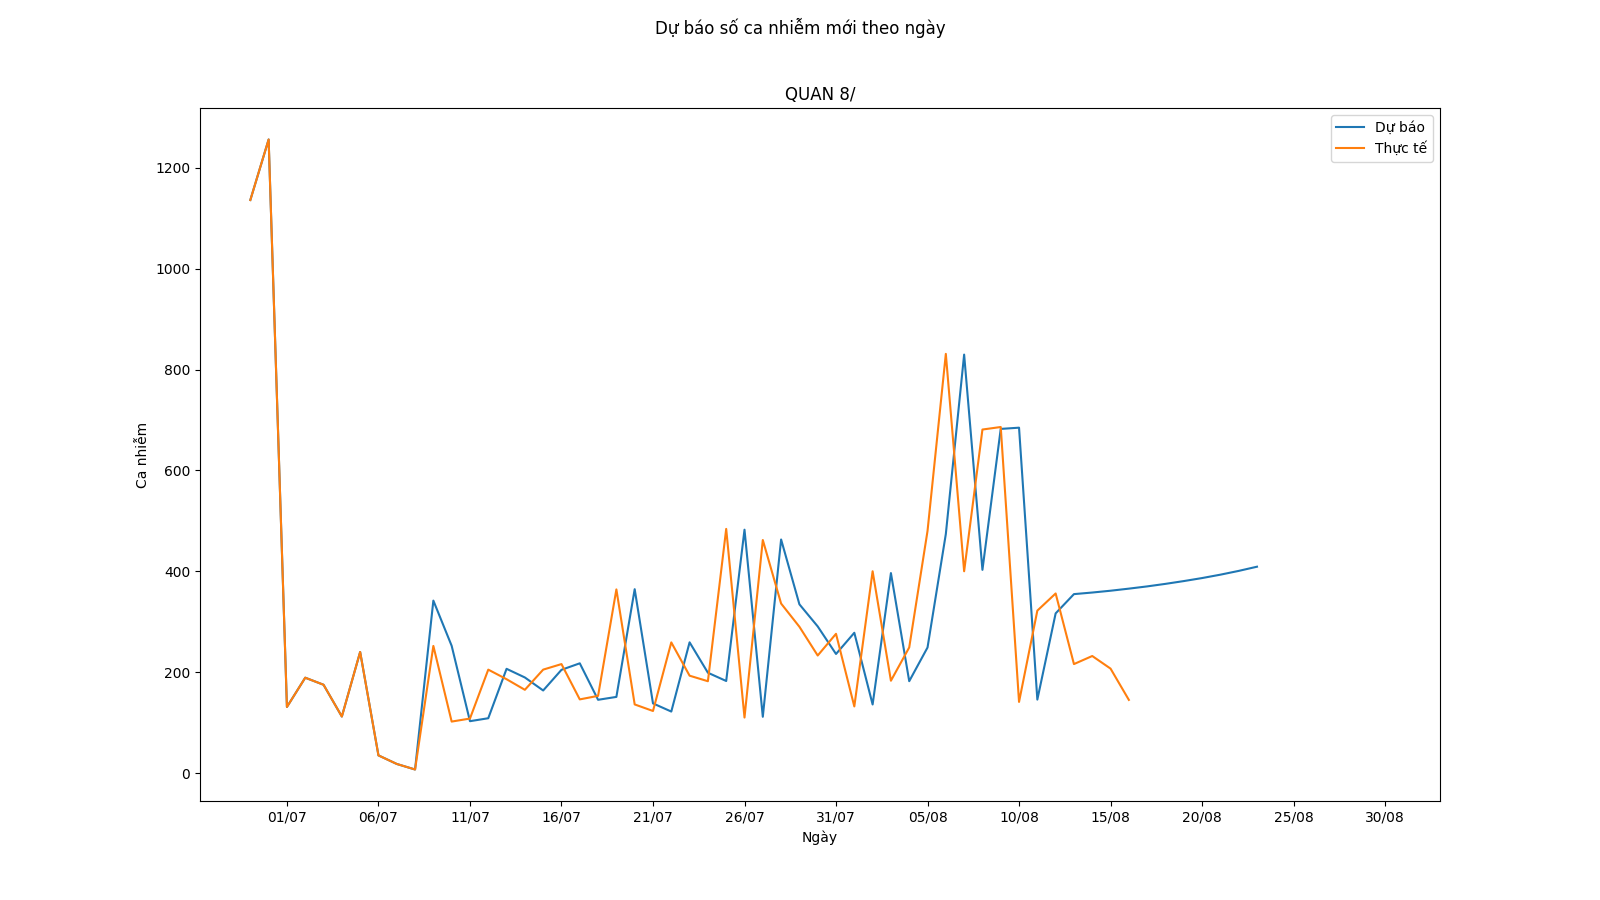 Dự báo số ca nhiễm mới theo ngày
QUAN 8/
Dự báo
Thực tế
1200
1000
800
600
400
200
0
Ca nhiễm
01/07 06/07 11/07 16/07 21/07 26/07 31/07 05/08 10/08 15/08 20/08 25/08 30/08
Ngày